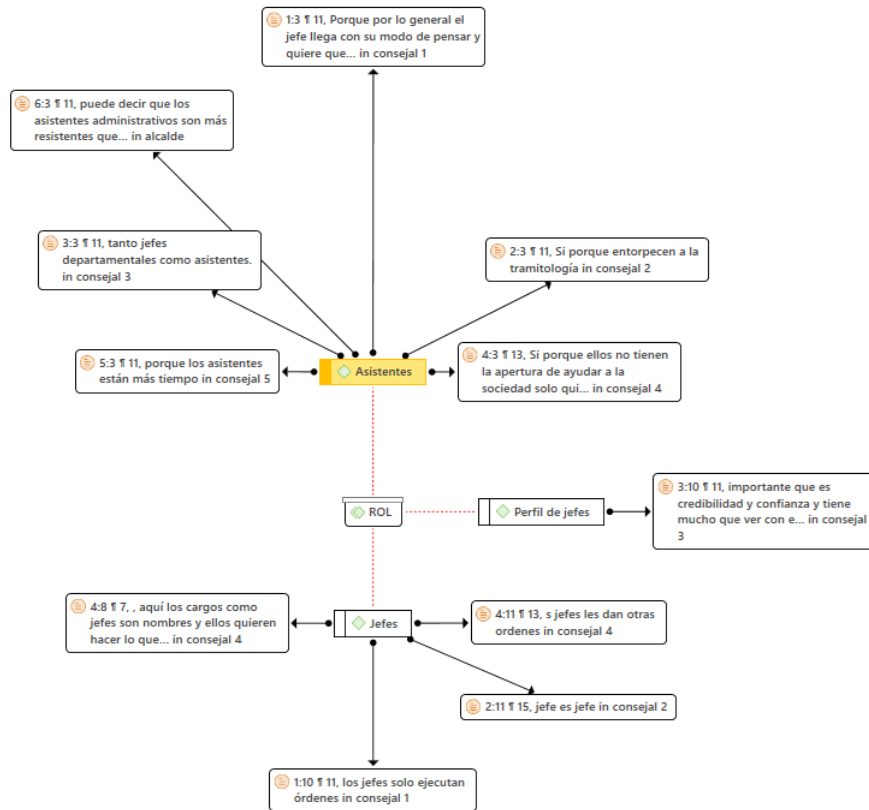 1:3 ¶ 11, Porque por lo general el
jefe llega con su modo de pensar y
quiere que... in consejal 1
6:3 ¶ 11, puede decir que los
asistentes administrativos son más
resistentes que... in alcalde
3:3 ¶ 11, tanto jefes
departamentales como asistentes.
in consejal 3
2:3 ¶ 11, Si porque entorpecen a la
tramitología in consejal 2
5:3 ¶ 11, porque los asistentes
están más tiempo in consejal 5
Asistentes
4:3 ¶ 13, Si porque ellos no tienen
la apertura de ayudar a la
sociedad solo qui... in consejal 4
ROL
Perfil de jefes
3:10 ¶ 11, importante que es
credibilidad y confianza y tiene
mucho que ver con e... in consejal
3
4:8 ¶ 7, , aquí los cargos como
jefes son nombres y ellos quieren
hacer lo que... in consejal 4
Jefes
4:11 ¶ 13, s jefes les dan otras
ordenes in consejal 4
2:11 ¶ 15, jefe es jefe in consejal 2
1:10 ¶ 11, los jefes solo ejecutan
órdenes in consejal 1